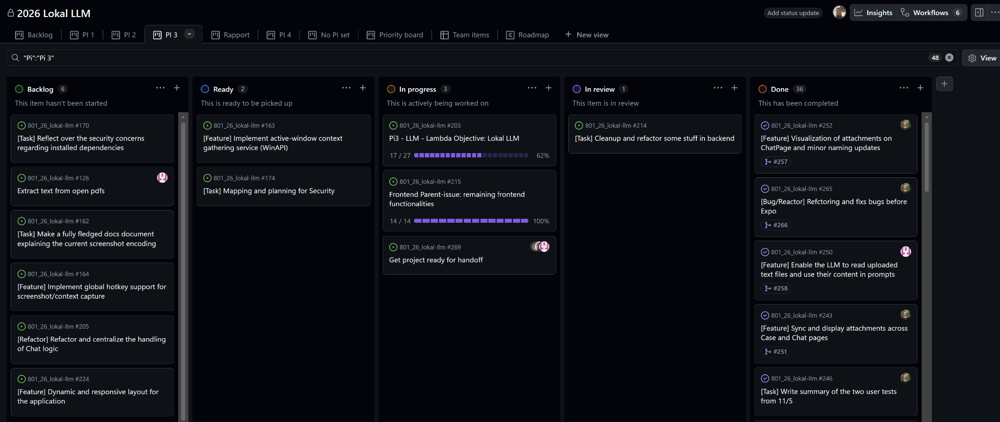 2026 Lokal LLM
Add status update
Insights
Workflows 6
Backlog
PI 1
PI 2
PI 3
Rapport
PI 4
No Pi set
Priority board
Team items
Roadmap
New view
"Pi":"Pi 3"
48
View
Backlog 6
This item hasn't been started
801_26_lokal-llm #170
[Task] Reflect over the security concerns
regarding installed dependencies
801_26_lokal-llm #126
Extract text from open pdfs
801_26_lokal-llm #162
[Task] Make a fully fledged docs document
explaining the current screenshot encoding
801_26_lokal-llm #164
[Feature] Implement global hotkey support for
screenshot/context capture
801_26_lokal-llm #205
[Refactor] Refactor and centralize the handling
of Chat logic
801_26_lokal-llm #224
[Feature] Dynamic and responsive layout for
the application
Ready 2
This is ready to be picked up
801_26_lokal-llm #163
[Feature] Implement active-window context
gathering service (WinAPI)
801_26_lokal-llm #174
[Task] Mapping and planning for Security
In progress 3
This is actively being worked on
801_26_lokal-llm #203
Pi3 - LLM - Lambda Objective: Lokal LLM
17 / 27 62%
801_26_lokal-llm #215
Frontend Parent-issue: remaining frontend
functionalities
14 / 14 100%
801_26_lokal-llm #269
Get project ready for handoff
In review 1
This item is in review
801_26_lokal-llm #214
[Task] Cleanup and refactor some stuff in backend
Done 36
This has been completed
801_26_lokal-llm #252
[Feature] Visualization of attachments on
ChatPage and minor naming updates
#257
801_26_lokal-llm #265
[Bug/Reactor] Refctoring and fixs bugs before
Expo
#266
801_26_lokal-llm #250
[Feature] Enable the LLM to read uploaded
text files and use their content in prompts
#258
801_26_lokal-llm #243
[Feature] Sync and display attachments across
Case and Chat pages
#251
801_26_lokal-llm #246
[Task] Write summary of the two user tests
from 11/5